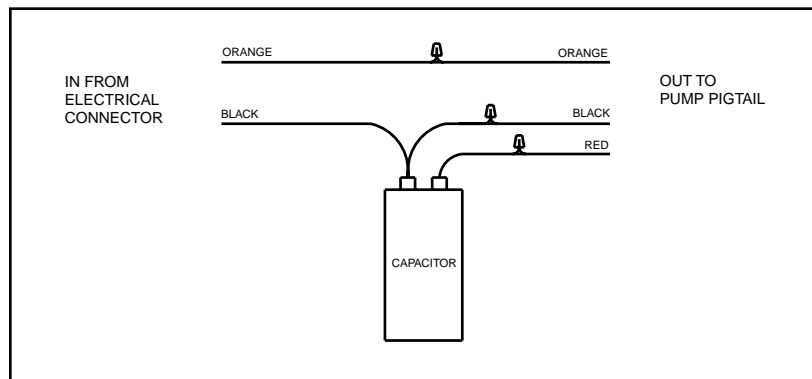 ORANGE
ORANGE
IN FROM
ELECTRICAL
CONNECTOR
OUT TO
PUMP PIGTAIL
BLACK
BLACK
RED
CAPACITOR